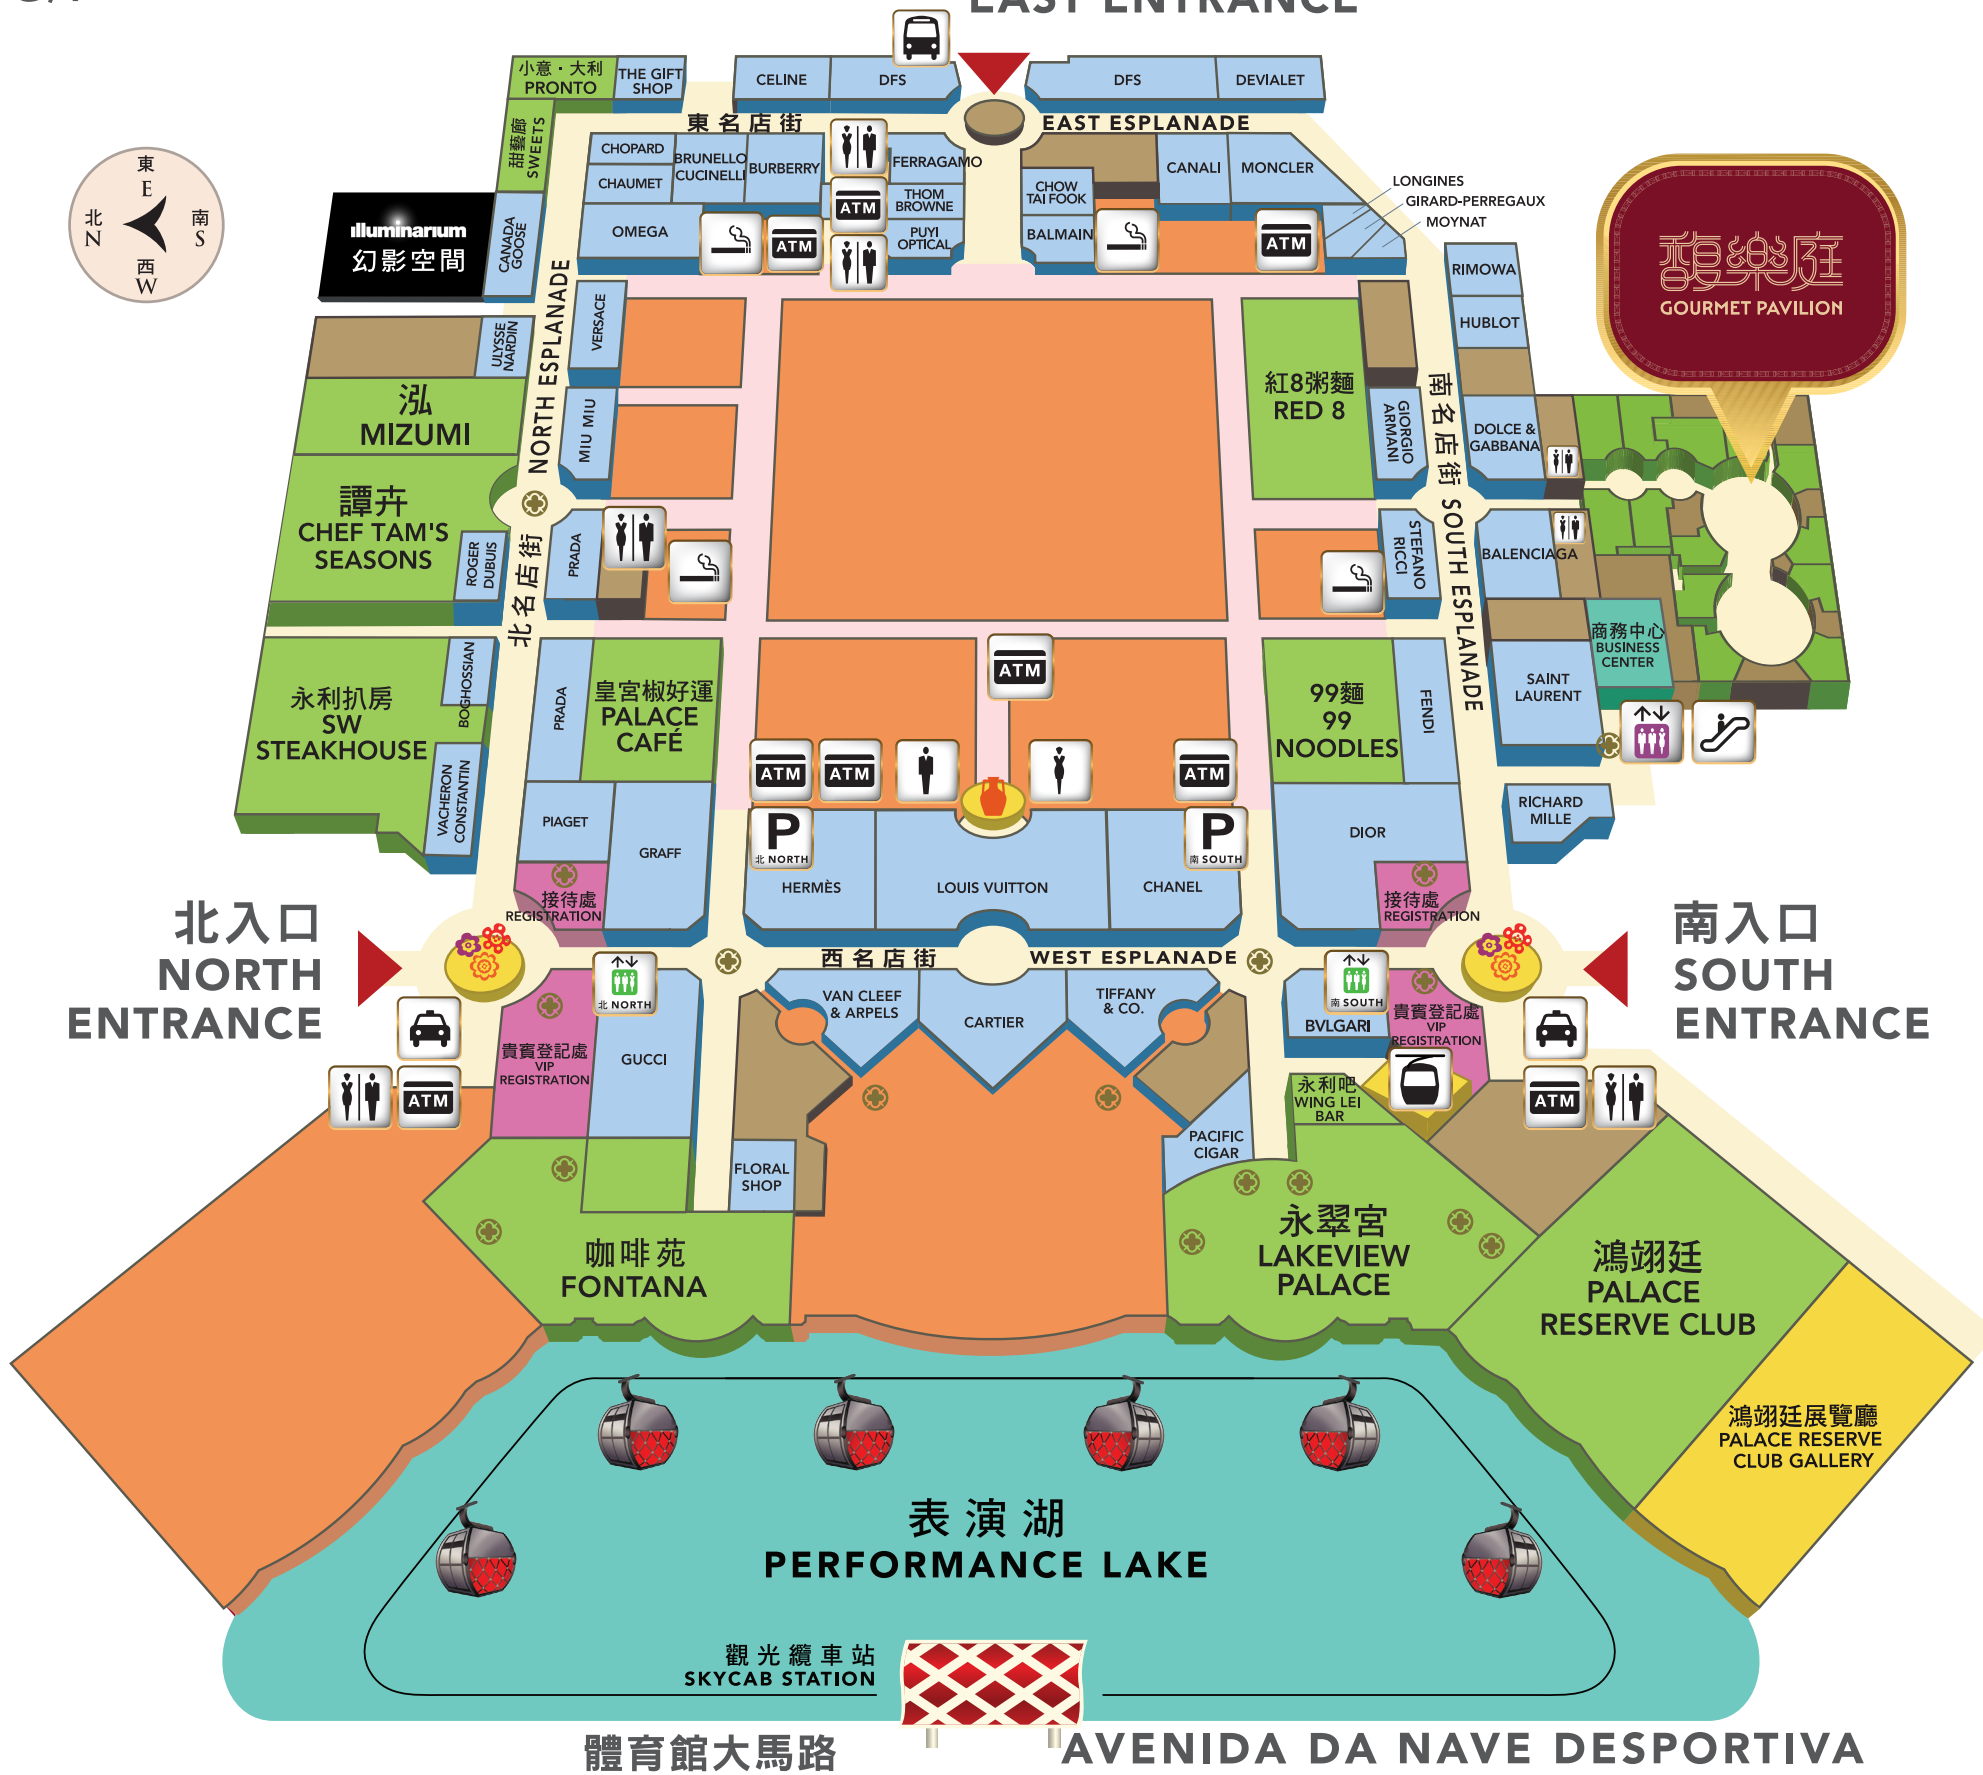 EAST ENTRANCE
小意・大利
PRONTO
THE GIFT
SHOP
CELINE
DFS
DFS
DEVIALET
甜藝廊
SWEETS
東名店街
EAST ESPLANADE
東
E
北
N
南
S
西
W
illuminarium
幻影空間
CANADA
GOOSE
CHOPARD
CHAUMET
BRUNELLO
CUCINELLI
BURBERRY
OMEGA
ATM
ATM
FERRAGAMO
THOM
BROWNE
PUYI
OPTICAL
CHOW
TAI FOOK
BALMAIN
CANALI
MONCLER
ATM
LONGINES
GIRARD-PERREGAUX
MOYNAT
RIMOWA
HUBLOT
馥樂庭
GOURMET PAVILION
ULYSSE
NARDIN
VERSACE
NORTH ESPLANADE
北名店街
泓
MIZUMI
MIU MIU
紅8粥麵
RED 8
GIORGIO
ARMANI
南名店街
SOUTH ESPLANADE
DOLCE &
GABBANA
譚卉
CHEF TAM'S
SEASONS
ROGER
DUBUIS
PRADA
STEFANO
RICCI
BALENCIAGA
商務中心
BUSINESS
CENTER
永利扒房
SW
STEAKHOUSE
BOGHOSSIAN
VACHERON
CONSTANTIN
PRADA
皇宮椒好運
PALACE
CAFÉ
ATM
99麵
99
NOODLES
FENDI
SAINT
LAURENT
ATM
ATM
ATM
PIAGET
GRAFF
P
北 NORTH
P
南 SOUTH
DIOR
RICHARD
MILLE
HERMÈS
LOUIS VUITTON
CHANEL
接待處
REGISTRATION
接待處
REGISTRATION
北入口
NORTH
ENTRANCE
南入口
SOUTH
ENTRANCE
西名店街
WEST ESPLANADE
北 NORTH
南 SOUTH
VAN CLEEF
& ARPELS
CARTIER
TIFFANY
& CO.
BVLGARI
貴賓登記處
VIP
REGISTRATION
貴賓登記處
VIP
REGISTRATION
GUCCI
ATM
ATM
永利吧
WING LEI
BAR
PACIFIC
CIGAR
FLORAL
SHOP
咖啡苑
FONTANA
永翠宮
LAKEVIEW
PALACE
鴻翊廷
PALACE
RESERVE CLUB
鴻翊廷展覽廳
PALACE RESERVE
CLUB GALLERY
表演湖
PERFORMANCE LAKE
觀光纜車站
SKYCAB STATION
體育館大馬路
AVENIDA DA NAVE DESPORTIVA